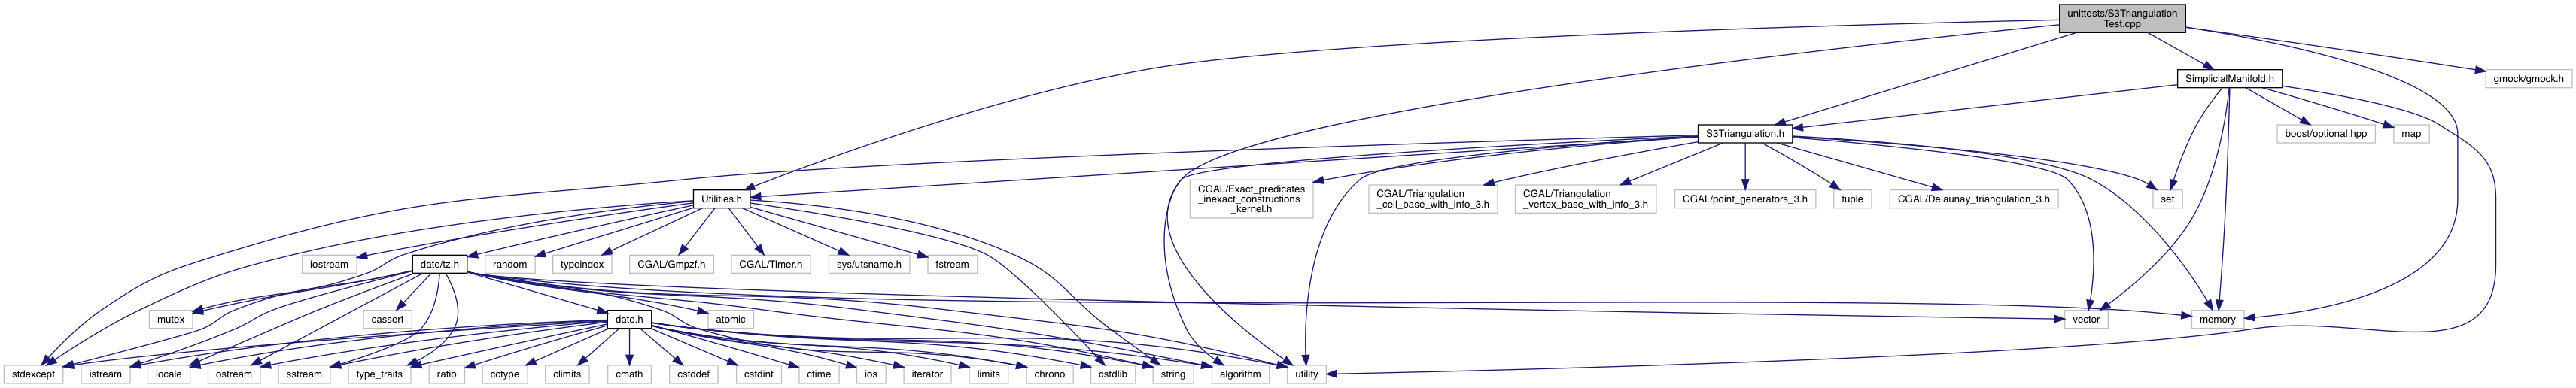 unittests/S3Triangulation
Test.cpp
SimplicialManifold.h
gmock/gmock.h
S3Triangulation.h
boost/optional.hpp
map
Utilities.h
CGAL/Exact_predicates
_inexact_constructions
_kernel.h
CGAL/Triangulation
_cell_base_with_info_3.h
CGAL/Triangulation
_vertex_base_with_info_3.h
CGAL/point_generators_3.h
tuple
CGAL/Delaunay_triangulation_3.h
set
iostream
date/tz.h
random
typeindex
CGAL/Gmpzf.h
CGAL/Timer.h
sys/utsname.h
fstream
mutex
cassert
date.h
atomic
vector
memory
stdexcept
istream
locale
ostream
sstream
type_traits
ratio
cctype
climits
cmath
cstddef
cstdint
ctime
ios
iterator
limits
chrono
cstdlib
string
algorithm
utility